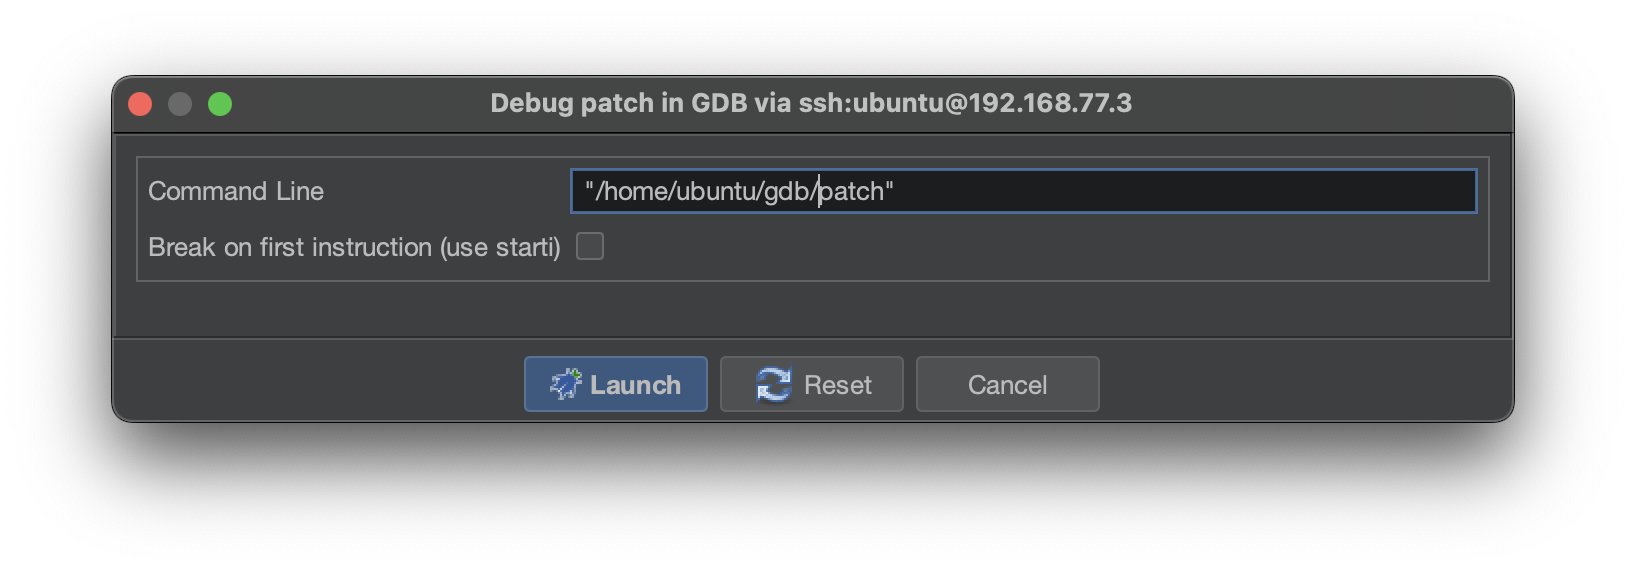 Debug patch in GDB via ssh:ubuntu@192.168.77.3
Command Line "/home/ubuntu/gdb/patch"
Break on first instruction (use starti)
Launch Reset Cancel